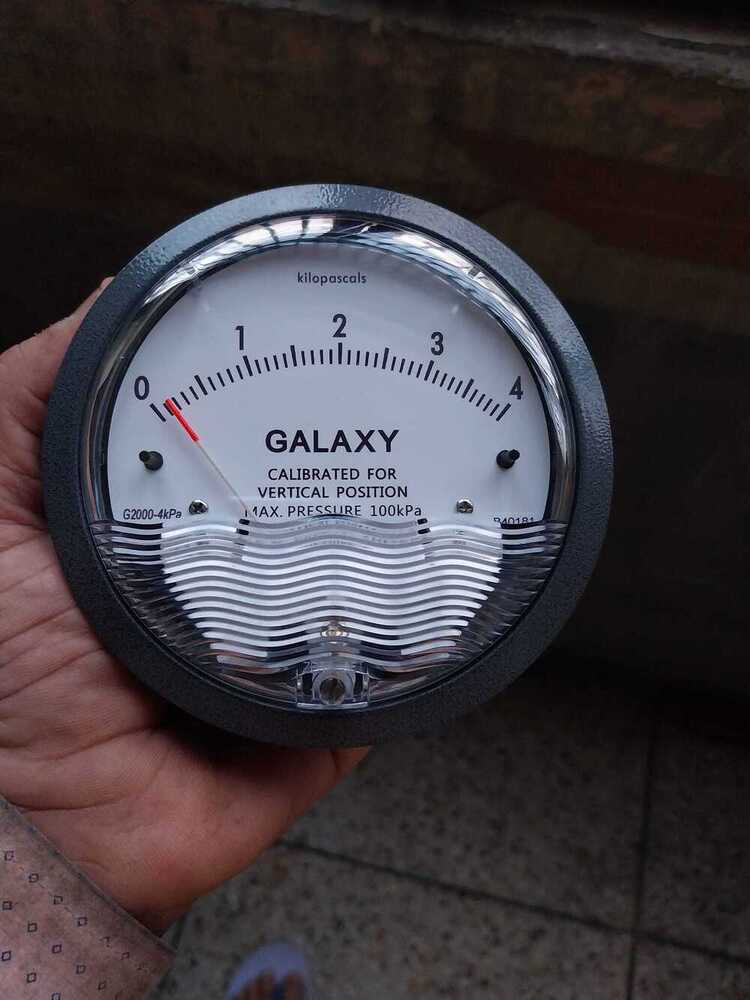 kilopascals
0 1 2 3 4
GALAXY
CALIBRATED FOR
VERTICAL POSITION
MAX. PRESSURE 100kPa
G2000-4kPa